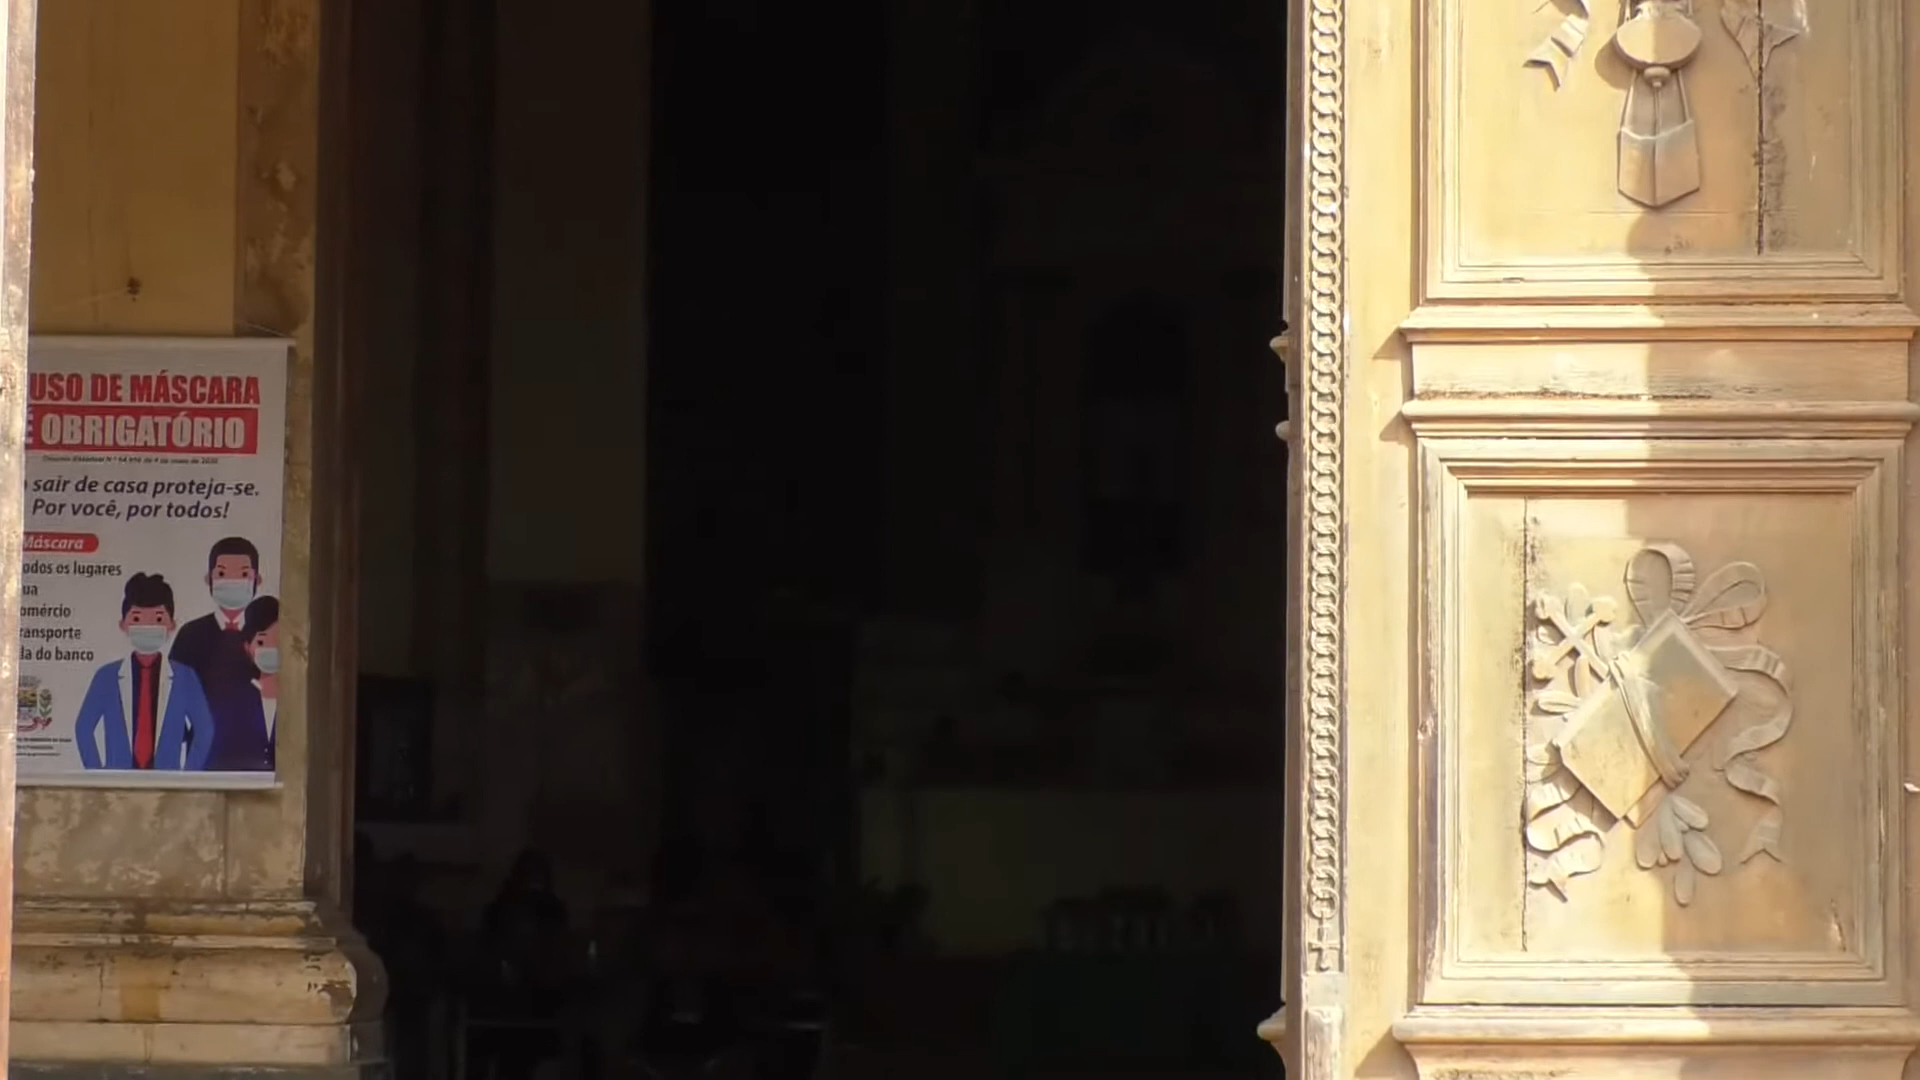 USO DE MÁSCARA
É OBRIGATÓRIO
sair de casa proteja-se.
Por você, por todos!
Máscara
odos os lugares
ua
omércio
ransporte
la do banco